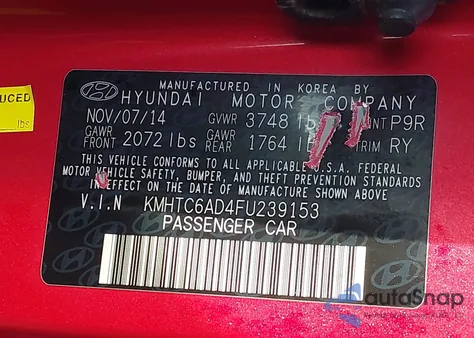 MANUFACTURED IN KOREA BY
HYUNDAI MOTOR COMPANY
NOV/07/14 GVWR 3748 lb P9R
GAWR FRONT 2072 lbs GAWR REAR 1764 lb TRIM RY
THIS VEHICLE CONFORMS TO ALL APPLICABLE U.S.A. FEDERAL
MOTOR VEHICLE SAFETY, BUMPER, AND THEFT PREVENTION
STANDARDS IN EFFECT ON THE DATE OF MANUFACTURE SHOWN ABOVE
V.I.N KMHTC6AD4FU239153
PASSENGER CAR
UCED
lbs
autoSnap